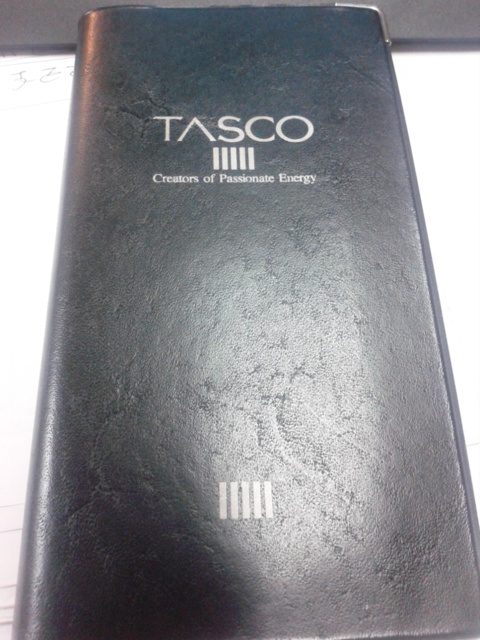 TASCO
Creators of Passionate Energy